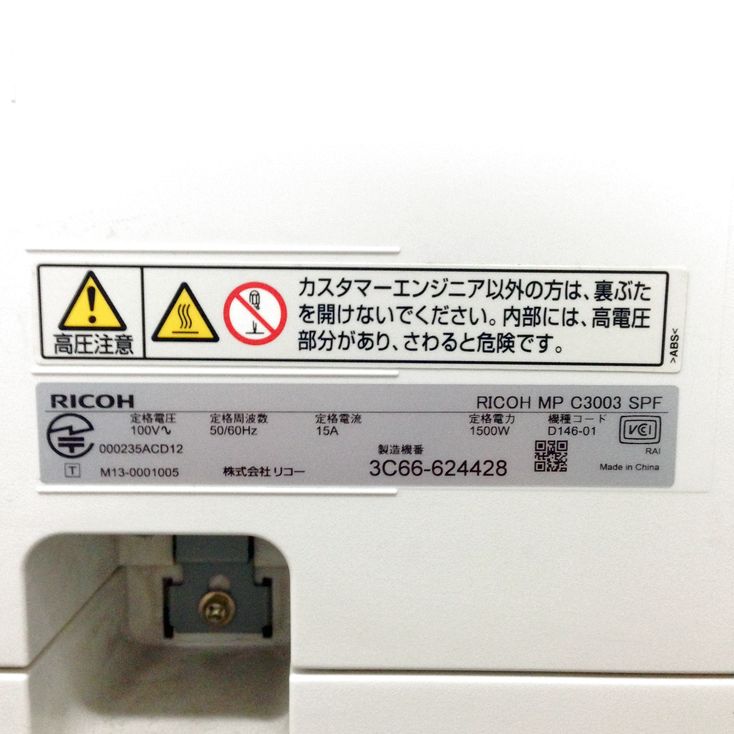 高圧注意
カスタマーエンジニア以外の方は、裏ぶた
を開けないでください。内部には、高電圧
部分があり、さわると危険です。
>ABS<
RICOH
RICOH MP C3003 SPF
定格電圧 定格周波数 定格電流 定格電力 機種コード
100V~ 50/60Hz 15A 1500W D146-01
VCI
000235ACD12
製造機番
RAI
T M13-0001005 株式会社リコー 3C66-624428 Made in China